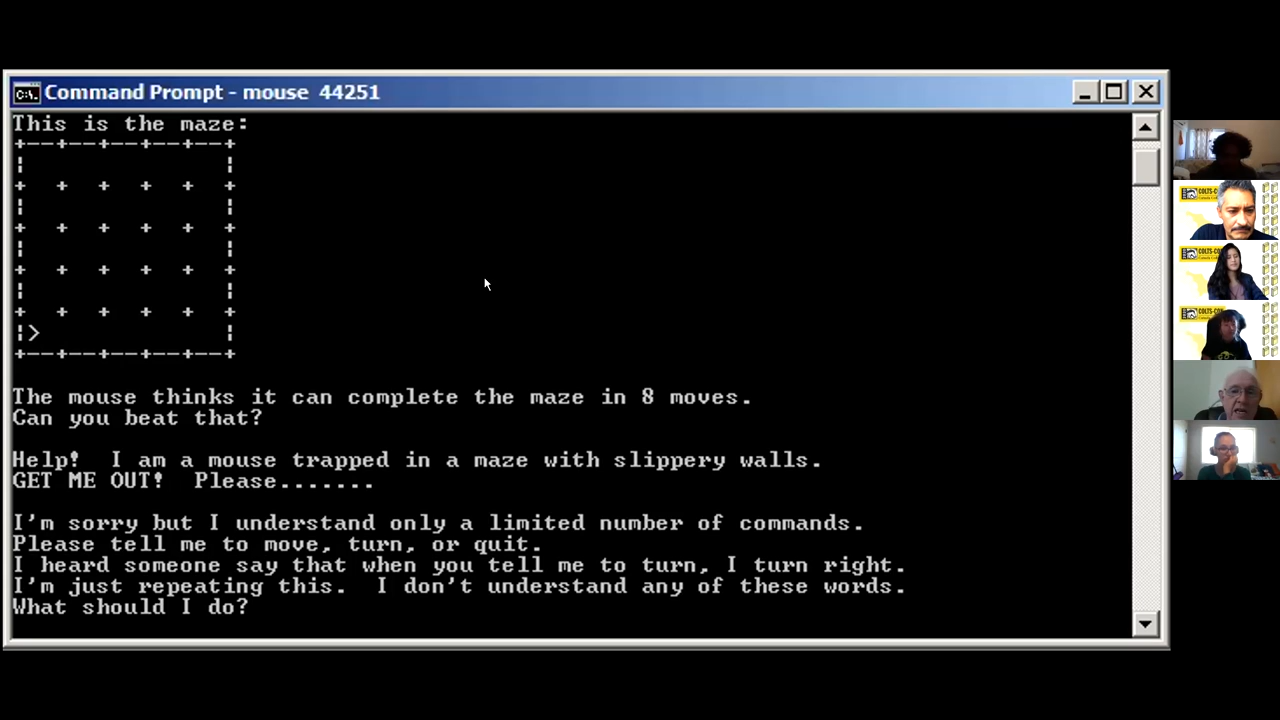 Command Prompt - mouse 44251
This is the maze:
+--+--+--+--+--+
¦              ¦
+  +  +  +  +  +
¦              ¦
+  +  +  +  +  +
¦              ¦
+  +  +  +  +  +
¦              ¦
+  +  +  +  +  +
¦>             ¦
+--+--+--+--+--+
The mouse thinks it can complete the maze in 8 moves.
Can you beat that?
Help!  I am a mouse trapped in a maze with slippery walls.
GET ME OUT!  Please.......
I'm sorry but I understand only a limited number of commands.
Please tell me to move, turn, or quit.
I heard someone say that when you tell me to turn, I turn right.
I'm just repeating this.  I don't understand any of these words.
What should I do?